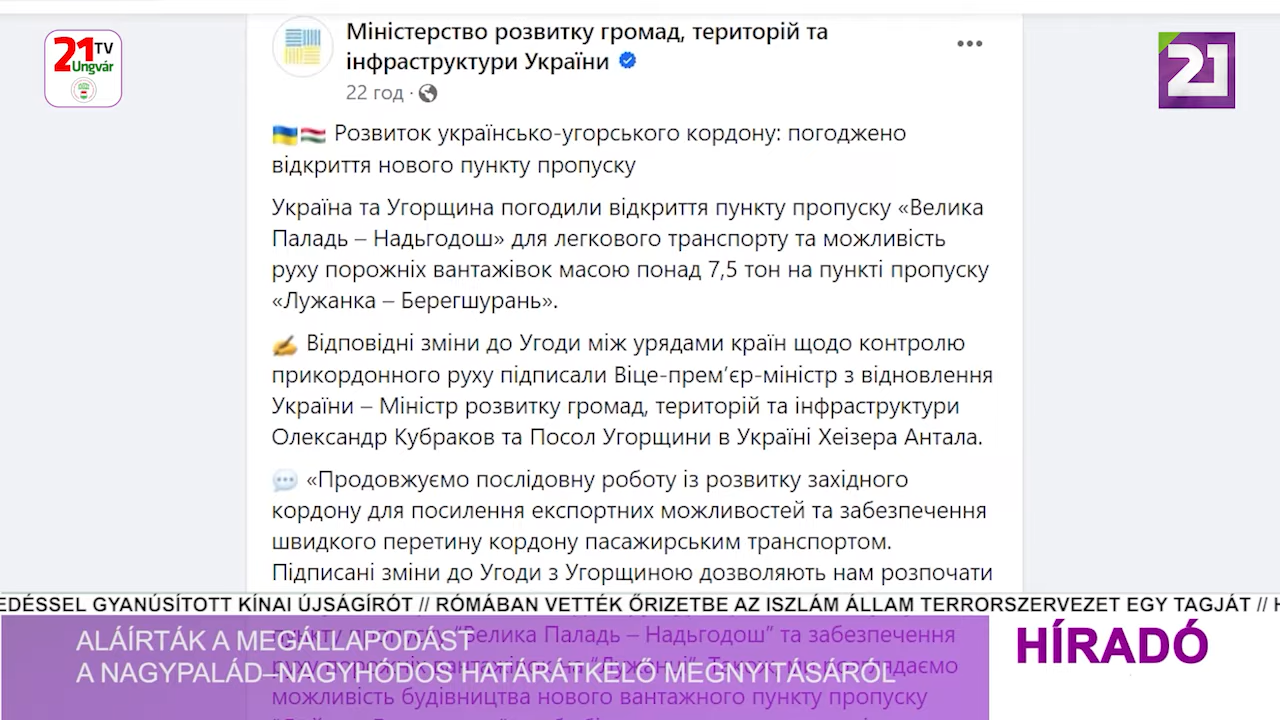 21 TV
Ungvár
21
Міністерство розвитку громад, територій та
інфраструктури України
22 год ·
Розвиток українсько-угорського кордону: погоджено
відкриття нового пункту пропуску
Україна та Угорщина погодили відкриття пункту пропуску «Велика
Паладь – Надьгодош» для легкового транспорту та можливість
руху порожніх вантажівок масою понад 7,5 тон на пункті пропуску
«Лужанка – Берегшурань».
Відповідні зміни до Угоди між урядами країн щодо контролю
прикордонного руху підписали Віце-прем’єр-міністр з відновлення
України – Міністр розвитку громад, територій та інфраструктури
Олександр Кубраков та Посол Угорщини в Україні Хеізера Антала.
«Продовжуємо послідовну роботу із розвитку західного
кордону для посилення експортних можливостей та забезпечення
швидкого перетину кордону пасажирським транспортом.
Підписані зміни до Угоди з Угорщиною дозволяють нам розпочати
EDÉSSEL GYANÚSÍTOTT KÍNAI ÚJSÁGÍRÓT // RÓMÁBAN VETTÉK ŐRIZETBE AZ ISZLÁM ÁLLAM TERRORSZERVEZET EGY TAGJÁT // H
"Велика Паладь – Надьгодош" та забезпечення
можливість будівництва нового вантажного пункту пропуску
ALÁÍRTÁK A MEGÁLLAPODÁST
A NAGYPALÁD–NAGYHÓDOS HATÁRÁTKELŐ MEGNYITÁSÁRÓL
HÍRADÓ